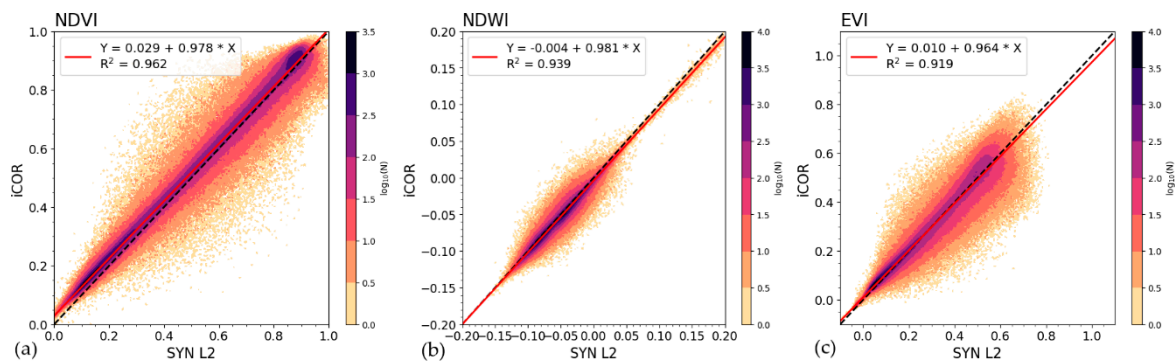 NDVI
Y = 0.029 + 0.978 * X
R² = 0.962
1.0
0.8
0.6
0.4
0.2
0.0
iCOR
0.0 0.2 0.4 0.6 0.8 1.0
SYN L2
(a)
3.5
3.0
2.5
2.0
1.5
1.0
0.5
0.0
log₁₀(N)
NDWI
Y = -0.004 + 0.981 * X
R² = 0.939
0.20
0.15
0.10
0.05
0.00
−0.05
−0.10
−0.15
−0.20
iCOR
−0.20−0.15−0.10−0.05 0.00 0.05 0.10 0.15 0.20
SYN L2
(b)
4.0
3.5
3.0
2.5
2.0
1.5
1.0
0.5
0.0
log₁₀(N)
EVI
Y = 0.010 + 0.964 * X
R² = 0.919
1.0
0.8
0.6
0.4
0.2
0.0
iCOR
0.0 0.2 0.4 0.6 0.8 1.0
SYN L2
(c)
4.0
3.5
3.0
2.5
2.0
1.5
1.0
0.5
0.0
log₁₀(N)